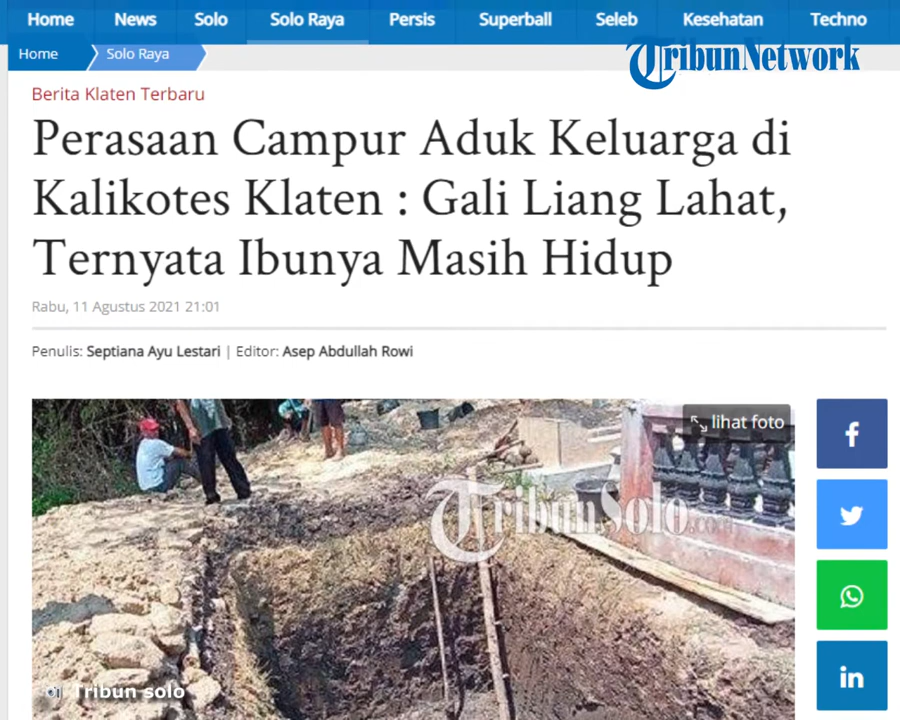 Home News Solo Solo Raya Persis Superball Seleb Kesehatan Techno
Home Solo Raya
TribunNetwork
Berita Klaten Terbaru
Perasaan Campur Aduk Keluarga di
Kalikotes Klaten : Gali Liang Lahat,
Ternyata Ibunya Masih Hidup
Rabu, 11 Agustus 2021 21:01
Penulis: Septiana Ayu Lestari | Editor: Asep Abdullah Rowi
lihat foto
TribunSolo.com
Tribun solo